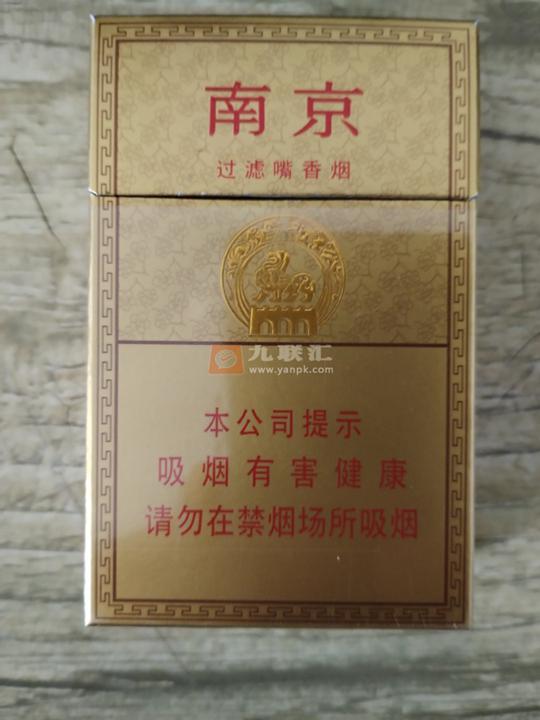 南京
过滤嘴香烟
九联汇
www.yanpk.com
本公司提示
吸烟有害健康
请勿在禁烟场所吸烟